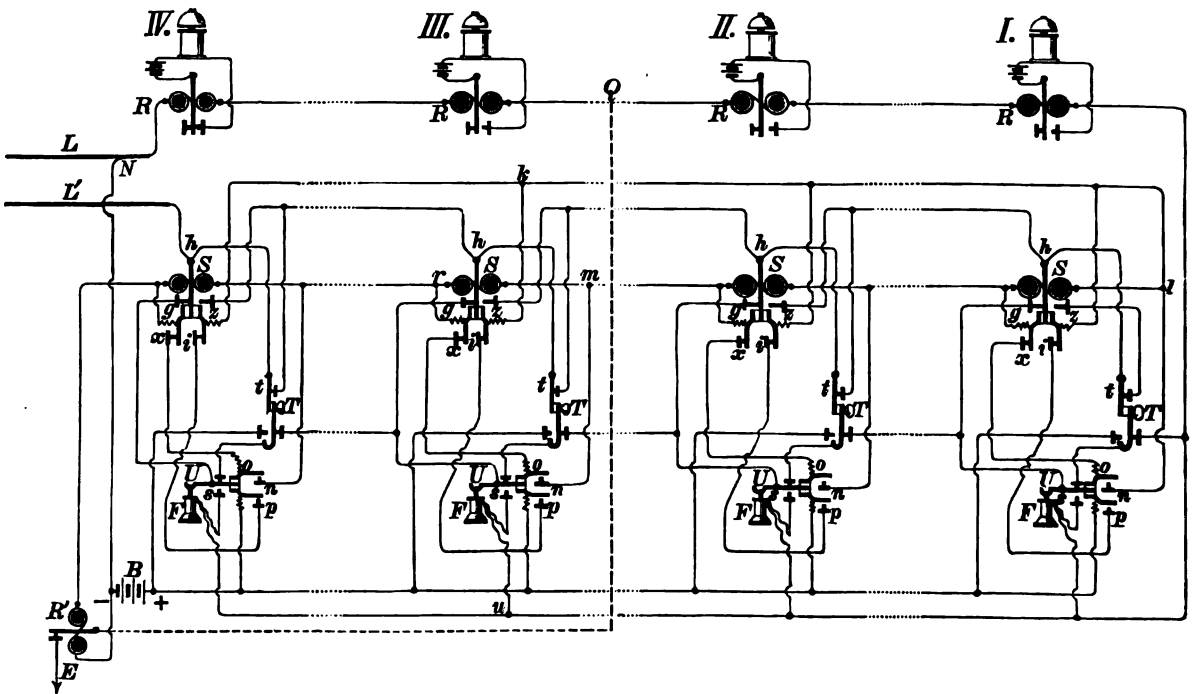 IV. III. II. I.
O
R R R R
L
N
L' k
h h h h
S r S m S S l
g z g z g z z
x i x i x i x i
t t t t
T T T T
U o U o U o U o
s n s n s n s n
F p F p F p F p
B
R' − + u
E